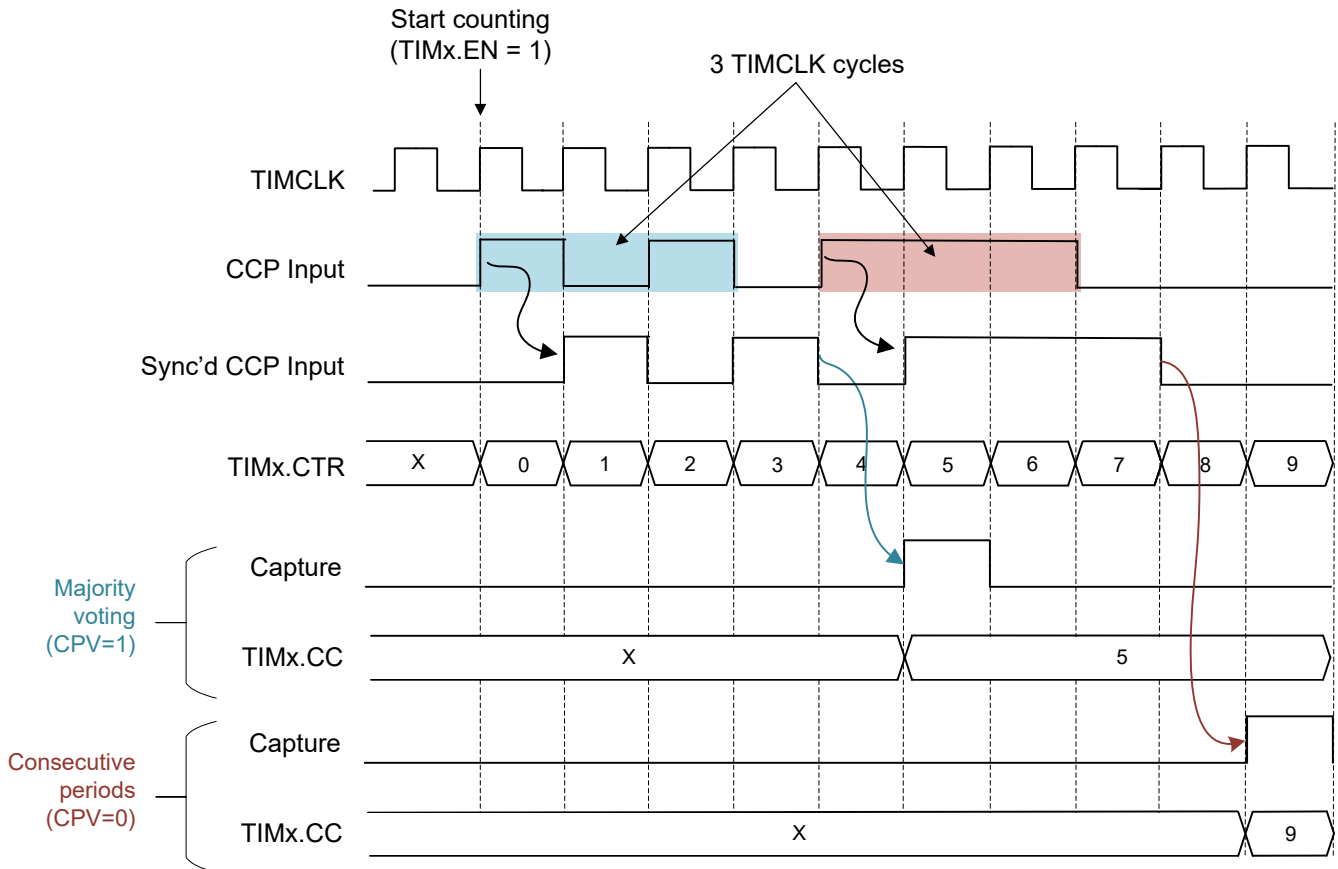 Start counting
(TIMx.EN = 1)
3 TIMCLK cycles
TIMCLK
CCP Input
Sync’d CCP Input
TIMx.CTR
X 0 1 2 3 4 5 6 7 8 9
Majority
voting
(CPV=1)
Capture
TIMx.CC
X 5
Consecutive
periods
(CPV=0)
Capture
TIMx.CC
X 9